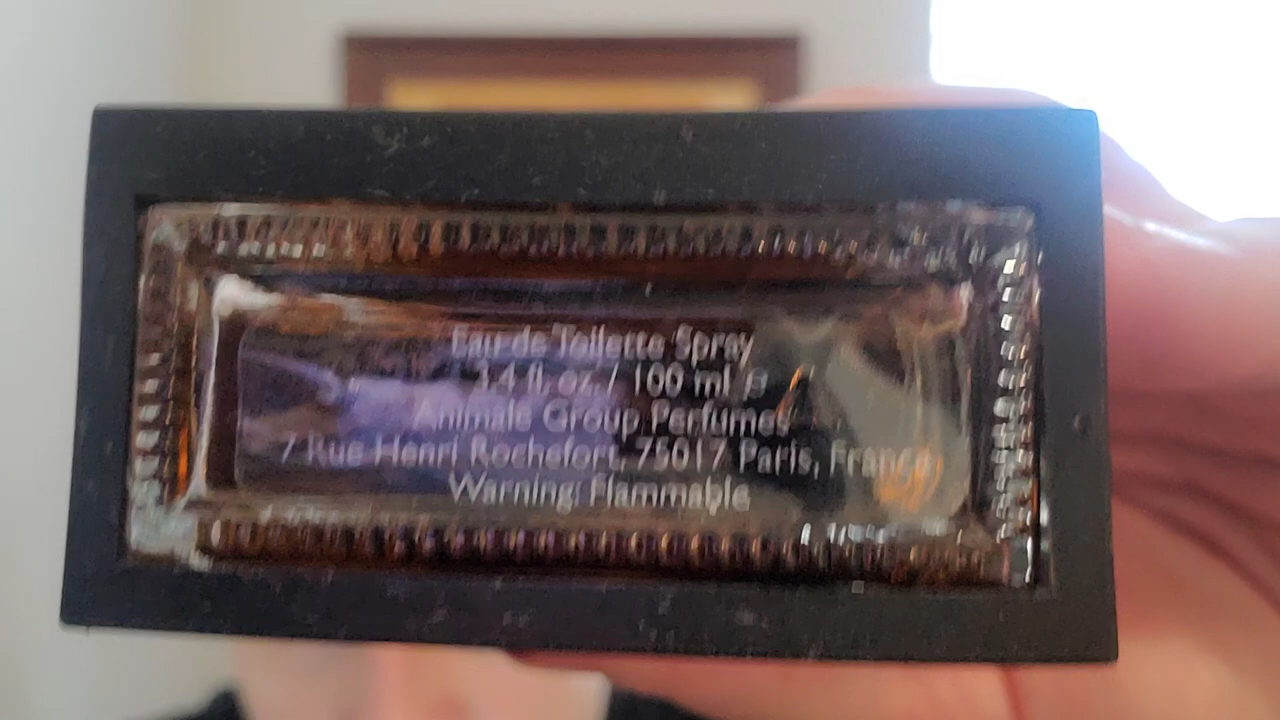 Eau de Toilette Spray
3.4 fl. oz. / 100 ml ℮
Animale Group Perfumes
7 Rue Henri Rochefort, 75017 Paris, France
Warning: Flammable